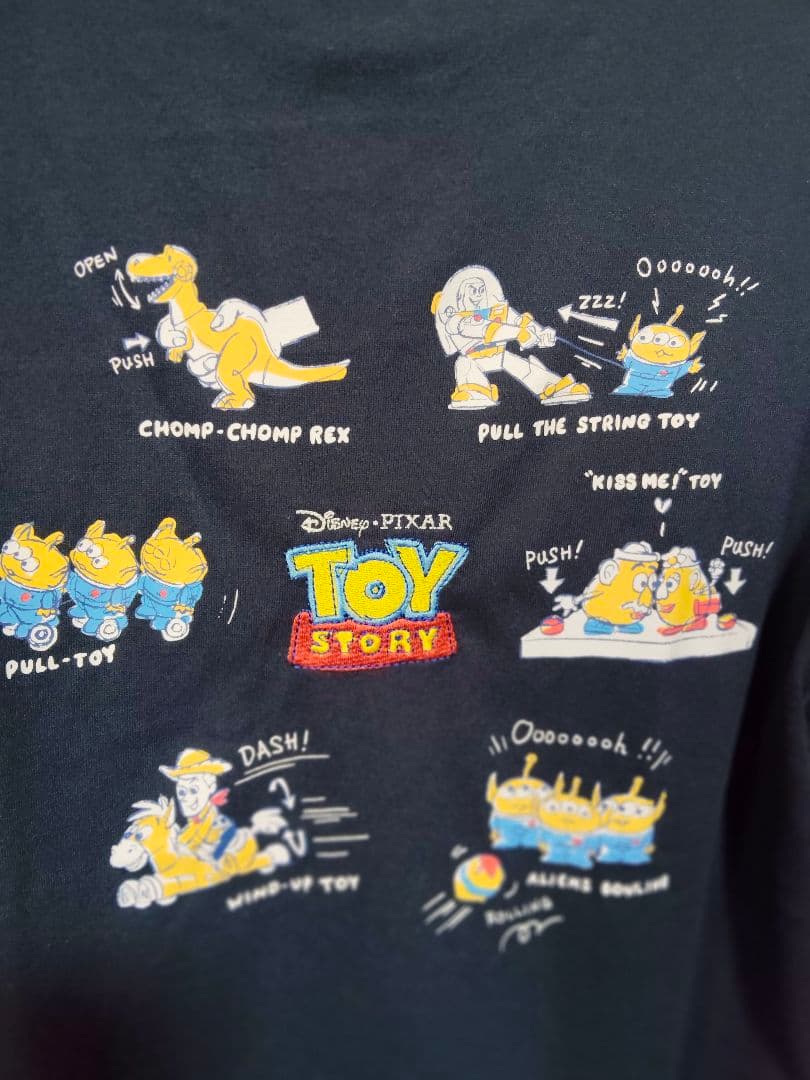 OPEN
PUSH
CHOMP-CHOMP REX
Ooooooh!!
ZZZ!
PULL THE STRING TOY
"KISS ME!" TOY
PUSH!
PUSH!
PULL-TOY
Disney·PIXAR
TOY
STORY
DASH!
WIND-UP TOY
Oooooooh!!
ALIENS BOWLING
ROLLING